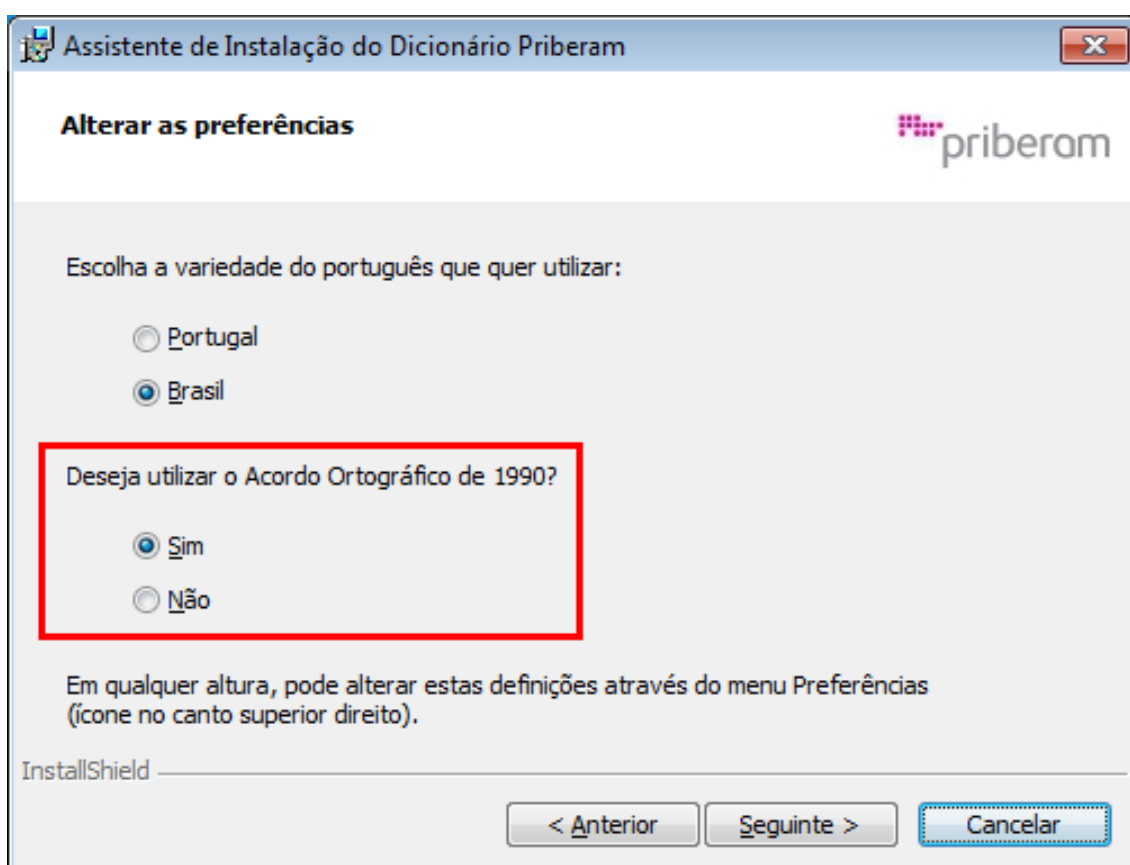 Assistente de Instalação do Dicionário Priberam
Alterar as preferências
priberam
Escolha a variedade do português que quer utilizar:
Portugal
Brasil
Deseja utilizar o Acordo Ortográfico de 1990?
Sim
Não
Em qualquer altura, pode alterar estas definições através do menu Preferências
(ícone no canto superior direito).
InstallShield
< Anterior Seguinte > Cancelar